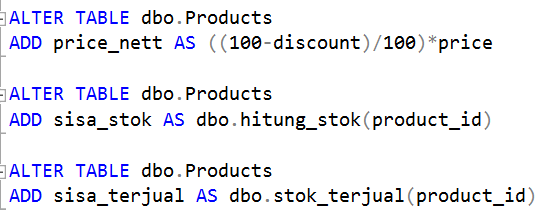 ALTER TABLE dbo.Products
ADD price_nett AS ((100-discount)/100)*price
ALTER TABLE dbo.Products
ADD sisa_stok AS dbo.hitung_stok(product_id)
ALTER TABLE dbo.Products
ADD sisa_terjual AS dbo.stok_terjual(product_id)